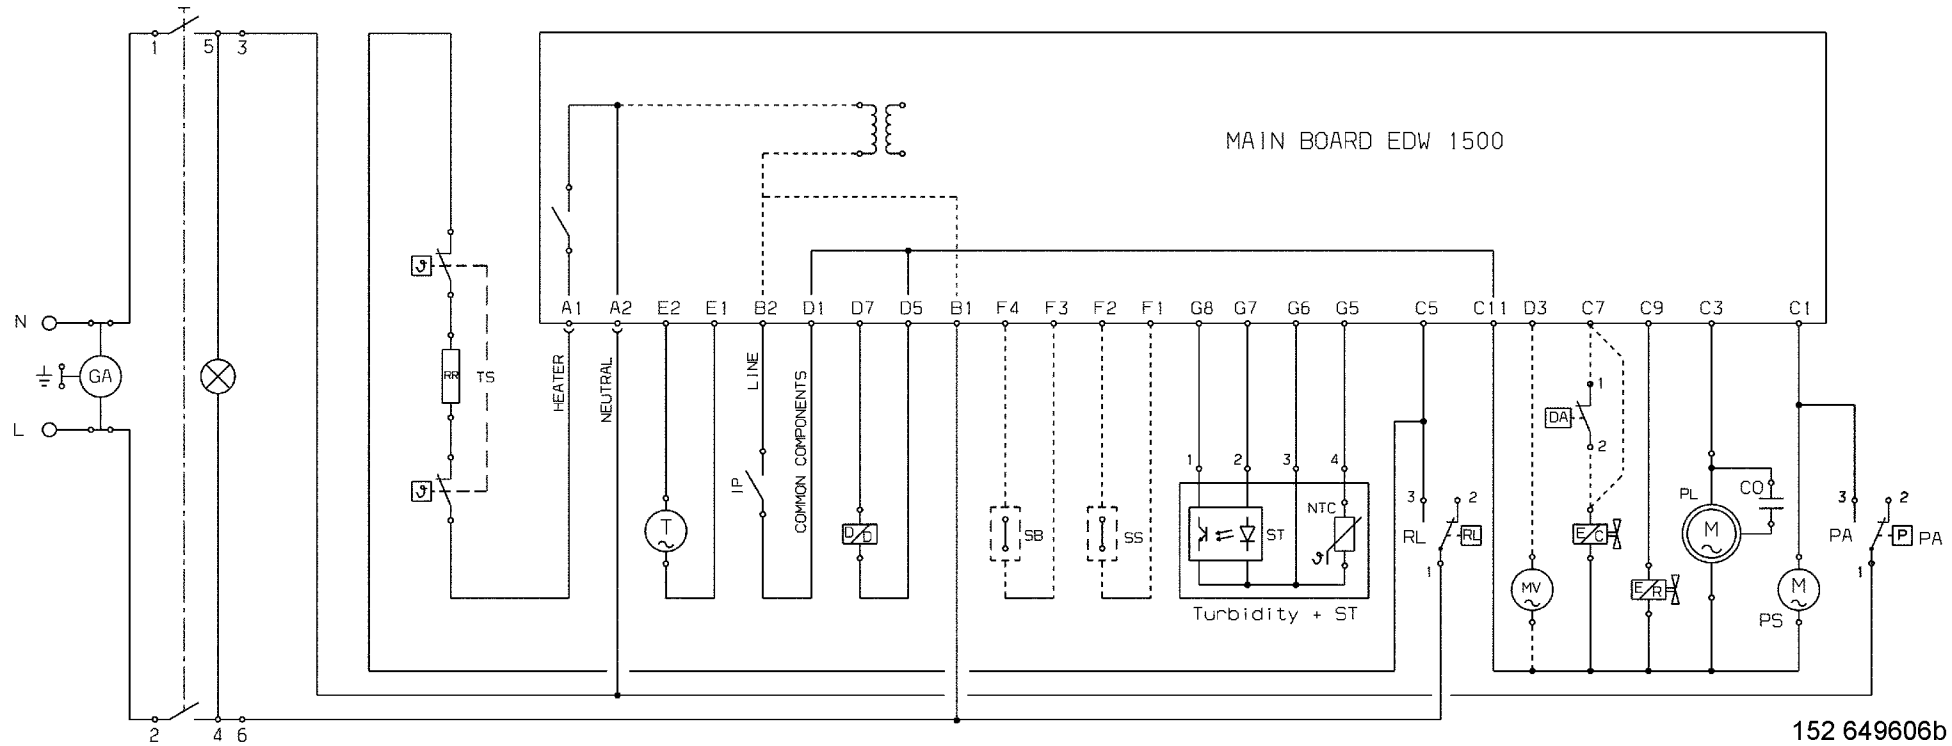 1 5 3
MAIN BOARD EDW 1500
ϑ
A1 A2 E2 E1 B2 D1 D7 D5 B1 F4 F3 F2 F1 G8 G7 G6 G5 C5 C11 D3 C7 C9 C3 C1
N
GA
L
RR TS
HEATER
NEUTRAL
LINE
COMMON COMPONENTS
IP
1
DA
2
1 2 3 4
ϑ
T
D D
SB
SS
ST
NTC
ϑ
Turbidity + ST
3 2
RL RL
1
MV
E C
E R
PL
CO
M
M
PS
3 2
PA P PA
1
2 4 6
152 649606b